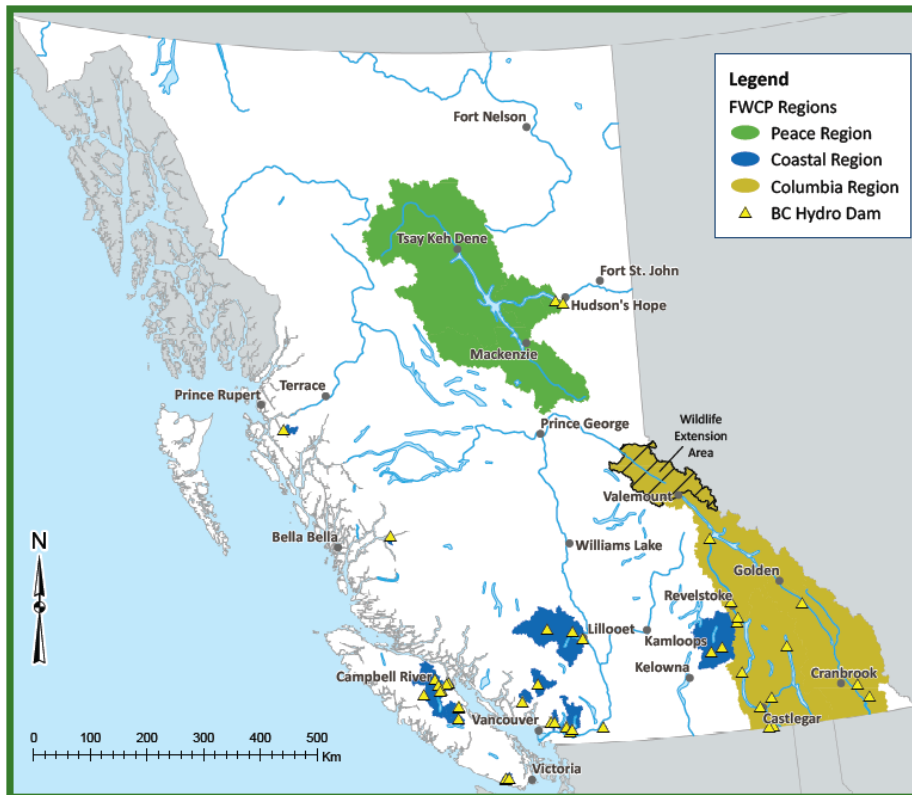 Legend
FWCP Regions
Peace Region
Coastal Region
Columbia Region
BC Hydro Dam
Fort Nelson
Tsay Keh Dene
Fort St. John
Hudson's Hope
Mackenzie
Terrace
Prince Rupert
Prince George
Wildlife
Extension
Area
Valemount
N
Bella Bella
Williams Lake
Golden
Revelstoke
Lillooet
Kamloops
Kelowna
Campbell River
Cranbrook
Vancouver
Castlegar
0 100 200 300 400 500
Km
Victoria